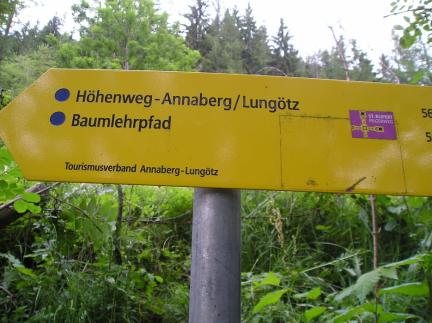 Höhenweg-Annaberg/Lungötz
Baumlehrpfad
ST. RUPERT
PILGERWEG
Tourismusverband Annaberg-Lungötz